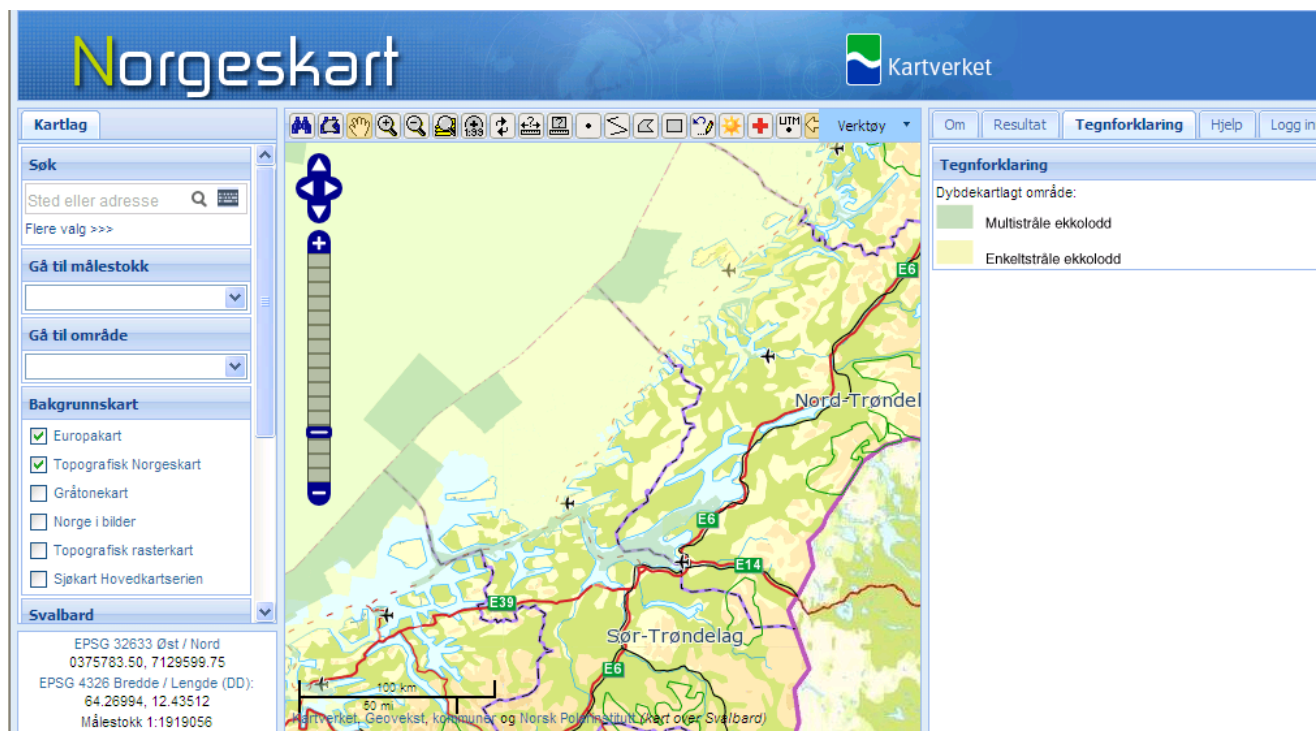 Norgeskart
Kartverket
Kartlag
Søk
Sted eller adresse
Flere valg >>>
Gå til målestokk
Gå til område
Bakgrunnskart
Europakart
Topografisk Norgeskart
Gråtonekart
Norge i bilder
Topografisk rasterkart
Sjøkart Hovedkartserien
Svalbard
EPSG 32633 Øst / Nord
0375783.50, 7129599.75
EPSG 4326 Bredde / Lengde (DD):
64.26994, 12.43512
Målestokk 1:1919056
1:99
UTM
Verktøy
E6
Nord-Trøndel
E6
E14
E39
Sør-Trøndelag
E6
100 km
50 mi
Kartverket, Geovekst, kommuner og Norsk Polarinstitutt (kart over Svalbard)
Om
Resultat
Tegnforklaring
Hjelp
Logg in
Tegnforklaring
Dybdekartlagt område:
Multistråle ekkolodd
Enkeltstråle ekkolodd